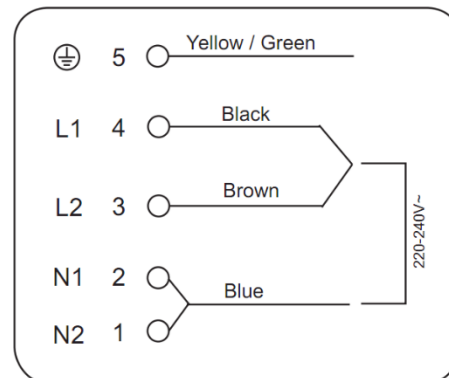 5 Yellow / Green
L1 4 Black
L2 3 Brown
N1 2
Blue
N2 1
220-240V~